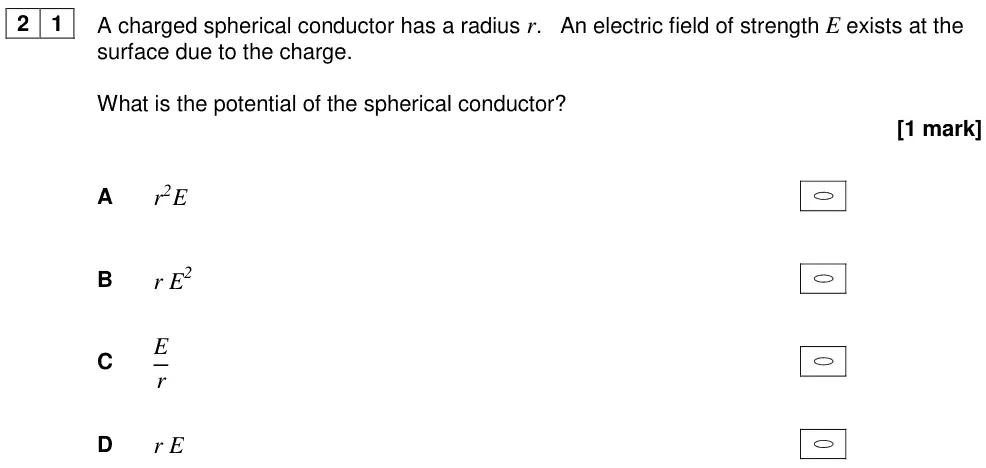 2 1 A charged spherical conductor has a radius r. An electric field of strength E exists at the
surface due to the charge.
What is the potential of the spherical conductor?
[1 mark]
A r²E
B r E²
C E/r
D r E